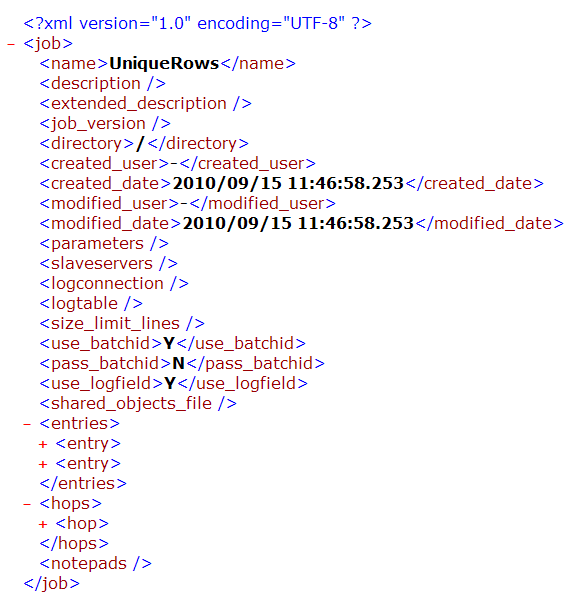 <?xml version="1.0" encoding="UTF-8" ?>
- <job>
<name>UniqueRows</name>
<description />
<extended_description />
<job_version />
<directory>/</directory>
<created_user>-</created_user>
<created_date>2010/09/15 11:46:58.253</created_date>
<modified_user>-</modified_user>
<modified_date>2010/09/15 11:46:58.253</modified_date>
<parameters />
<slaveservers />
<logconnection />
<logtable />
<size_limit_lines />
<use_batchid>Y</use_batchid>
<pass_batchid>N</pass_batchid>
<use_logfield>Y</use_logfield>
<shared_objects_file />
- <entries>
+ <entry>
+ <entry>
</entries>
- <hops>
+ <hop>
</hops>
<notepads />
</job>